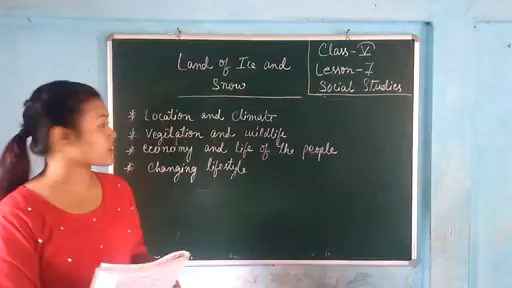 Land of Ice and
Snow
Class-V
Lesson-7
Social Studies
* Location and climate
* Vegitation and wildlife
* economy and life of the people
* changing lifestyle